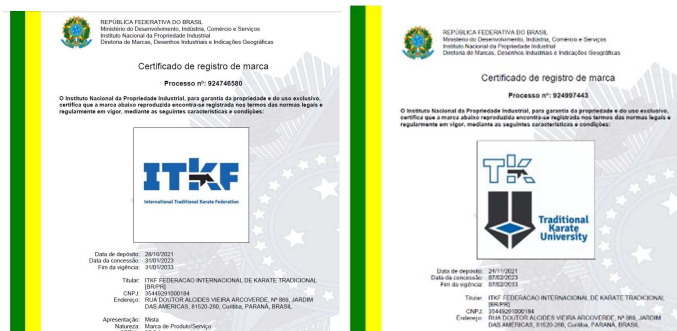 REPÚBLICA FEDERATIVA DO BRASIL
Ministério do Desenvolvimento, Indústria, Comércio e Serviços
Instituto Nacional da Propriedade Industrial
Diretoria de Marcas, Desenhos Industriais e Indicações Geográficas
Certificado de registro de marca
Processo nº: 924746580
O Instituto Nacional da Propriedade Industrial, para garantia da propriedade e do uso exclusivo,
certifica que a marca abaixo reproduzida encontra-se registrada nos termos das normas legais e
regularmente em vigor, mediante as seguintes características e condições:
ITKF
International Traditional Karate Federation
Data de depósito: 28/10/2021
Data da concessão: 31/01/2023
Fim da vigência: 31/01/2033
Titular: ITKF FEDERACAO INTERNACIONAL DE KARATE TRADICIONAL
[BR/PR]
CNPJ: 35449291000184
Endereço: RUA DOUTOR ALCIDES VIEIRA ARCOVERDE, Nº 869, JARDIM
DAS AMERICAS, 81520-260, Curitiba, PARANÁ, BRASIL
Apresentação: Mista
Natureza: Marca de Produto/Serviço
REPÚBLICA FEDERATIVA DO BRASIL
Ministério do Desenvolvimento, Indústria, Comércio e Serviços
Instituto Nacional da Propriedade Industrial
Diretoria de Marcas, Desenhos Industriais e Indicações Geográficas
Certificado de registro de marca
Processo nº: 924997443
O Instituto Nacional da Propriedade Industrial, para garantia da propriedade e do uso exclusivo,
certifica que a marca abaixo reproduzida encontra-se registrada nos termos das normas legais e
regularmente em vigor, mediante as seguintes características e condições:
TK
Traditional
Karate
University
Data de depósito: 24/11/2021
Data da concessão: 07/02/2023
Fim da vigência: 07/02/2033
Titular: ITKF FEDERACAO INTERNACIONAL DE KARATE TRADICIONAL
[BR/PR]
CNPJ: 35449291000184
Endereço: RUA DOUTOR ALCIDES VIEIRA ARCOVERDE, Nº 869, JARDIM
DAS AMERICAS, 81520-260, Curitiba, PARANÁ, BRASIL